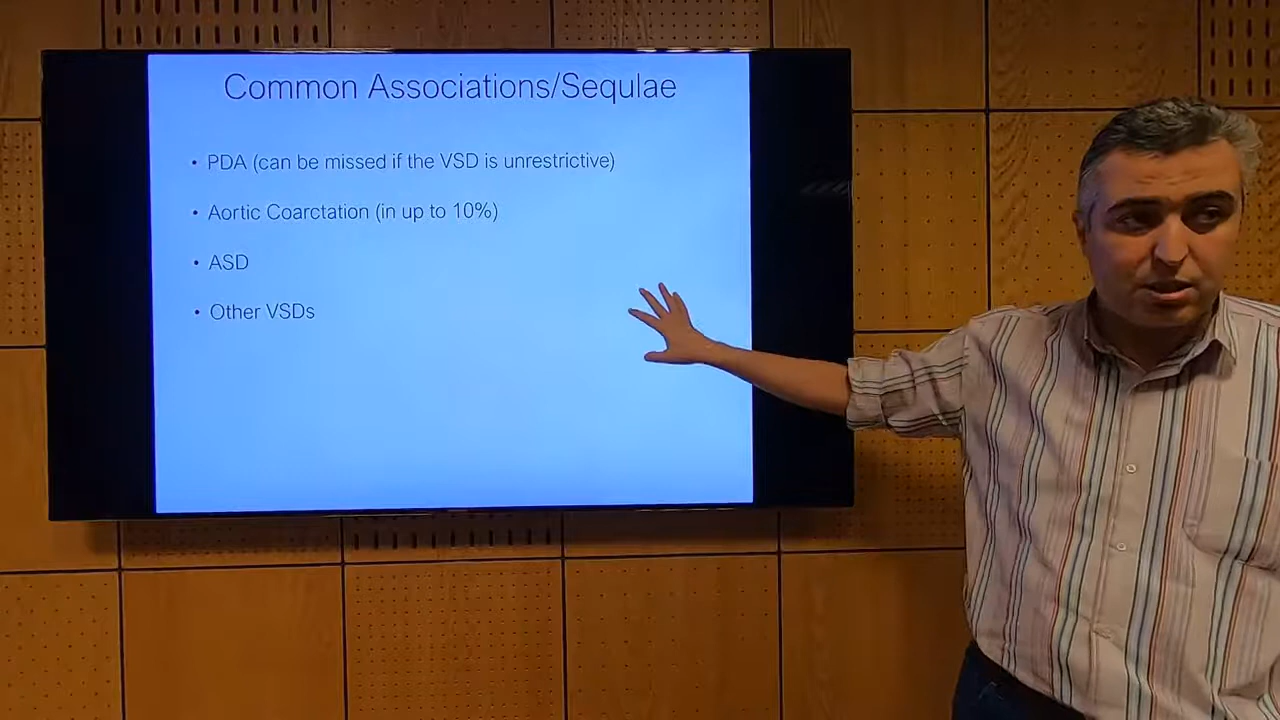 Common Associations/Sequlae
• PDA (can be missed if the VSD is unrestrictive)
• Aortic Coarctation (in up to 10%)
• ASD
• Other VSDs